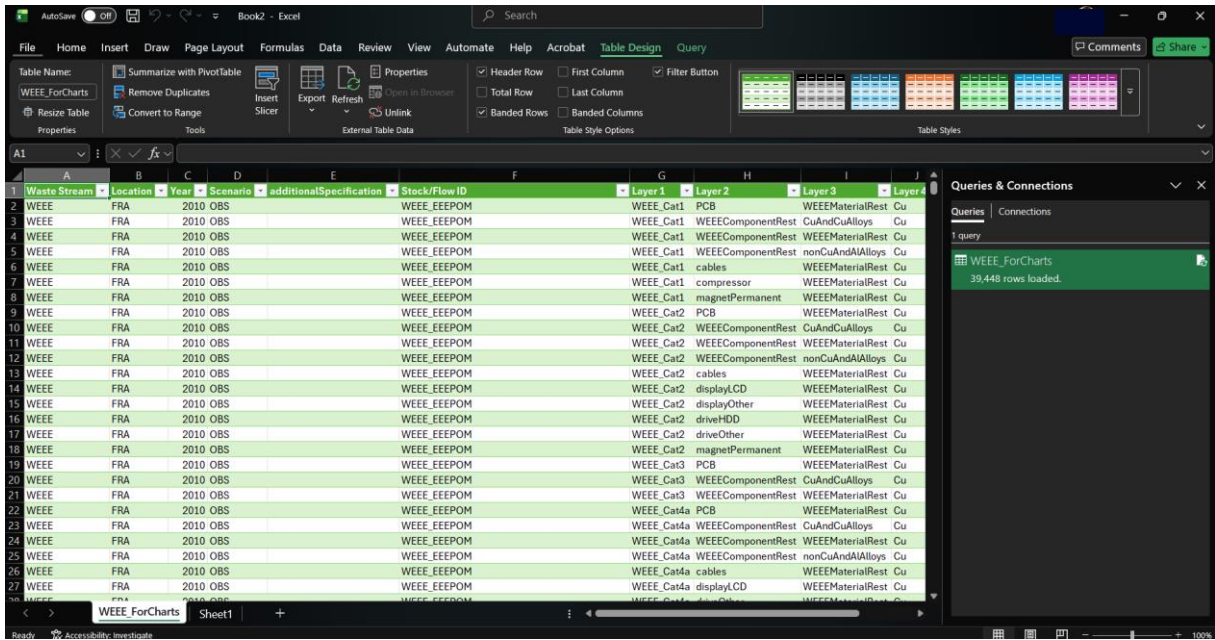 AutoSave Off Book2 - Excel Search
File Home Insert Draw Page Layout Formulas Data Review View Automate Help Acrobat Table Design Query Comments Share
Table Name: Summarize with PivotTable Properties Header Row First Column Filter Button
WEEE_ForCharts Remove Duplicates Insert Slicer Export Refresh Open in Browser Total Row Last Column
Resize Table Convert to Range Unlink Banded Rows Banded Columns
Properties Tools External Table Data Table Style Options Table Styles
A1 fx
A B C D E F G H I J
1 Waste Stream Location Year Scenario additionalSpecification Stock/Flow ID Layer 1 Layer 2 Layer 3 Layer 4
2 WEEE FRA 2010 OBS WEEE_EEEPOM WEEE_Cat1 PCB WEEEMaterialRest Cu
3 WEEE FRA 2010 OBS WEEE_EEEPOM WEEE_Cat1 WEEEComponentRest CuAndCuAlloys Cu
4 WEEE FRA 2010 OBS WEEE_EEEPOM WEEE_Cat1 WEEEComponentRest WEEEMaterialRest Cu
5 WEEE FRA 2010 OBS WEEE_EEEPOM WEEE_Cat1 WEEEComponentRest nonCuAndAlAlloys Cu
6 WEEE FRA 2010 OBS WEEE_EEEPOM WEEE_Cat1 cables WEEEMaterialRest Cu
7 WEEE FRA 2010 OBS WEEE_EEEPOM WEEE_Cat1 compressor WEEEMaterialRest Cu
8 WEEE FRA 2010 OBS WEEE_EEEPOM WEEE_Cat1 magnetPermanent WEEEMaterialRest Cu
9 WEEE FRA 2010 OBS WEEE_EEEPOM WEEE_Cat2 PCB WEEEMaterialRest Cu
10 WEEE FRA 2010 OBS WEEE_EEEPOM WEEE_Cat2 WEEEComponentRest CuAndCuAlloys Cu
11 WEEE FRA 2010 OBS WEEE_EEEPOM WEEE_Cat2 WEEEComponentRest WEEEMaterialRest Cu
12 WEEE FRA 2010 OBS WEEE_EEEPOM WEEE_Cat2 WEEEComponentRest nonCuAndAlAlloys Cu
13 WEEE FRA 2010 OBS WEEE_EEEPOM WEEE_Cat2 cables WEEEMaterialRest Cu
14 WEEE FRA 2010 OBS WEEE_EEEPOM WEEE_Cat2 displayLCD WEEEMaterialRest Cu
15 WEEE FRA 2010 OBS WEEE_EEEPOM WEEE_Cat2 displayOther WEEEMaterialRest Cu
16 WEEE FRA 2010 OBS WEEE_EEEPOM WEEE_Cat2 driveHDD WEEEMaterialRest Cu
17 WEEE FRA 2010 OBS WEEE_EEEPOM WEEE_Cat2 driveOther WEEEMaterialRest Cu
18 WEEE FRA 2010 OBS WEEE_EEEPOM WEEE_Cat2 magnetPermanent WEEEMaterialRest Cu
19 WEEE FRA 2010 OBS WEEE_EEEPOM WEEE_Cat3 PCB WEEEMaterialRest Cu
20 WEEE FRA 2010 OBS WEEE_EEEPOM WEEE_Cat3 WEEEComponentRest CuAndCuAlloys Cu
21 WEEE FRA 2010 OBS WEEE_EEEPOM WEEE_Cat3 WEEEComponentRest WEEEMaterialRest Cu
22 WEEE FRA 2010 OBS WEEE_EEEPOM WEEE_Cat4a PCB WEEEMaterialRest Cu
23 WEEE FRA 2010 OBS WEEE_EEEPOM WEEE_Cat4a WEEEComponentRest CuAndCuAlloys Cu
24 WEEE FRA 2010 OBS WEEE_EEEPOM WEEE_Cat4a WEEEComponentRest WEEEMaterialRest Cu
25 WEEE FRA 2010 OBS WEEE_EEEPOM WEEE_Cat4a WEEEComponentRest nonCuAndAlAlloys Cu
26 WEEE FRA 2010 OBS WEEE_EEEPOM WEEE_Cat4a cables WEEEMaterialRest Cu
27 WEEE FRA 2010 OBS WEEE_EEEPOM WEEE_Cat4a displayLCD WEEEMaterialRest Cu
Queries & Connections
Queries Connections
1 query
WEEE_ForCharts
39,448 rows loaded.
WEEE_ForCharts Sheet1
Ready Accessibility: Investigate 100%